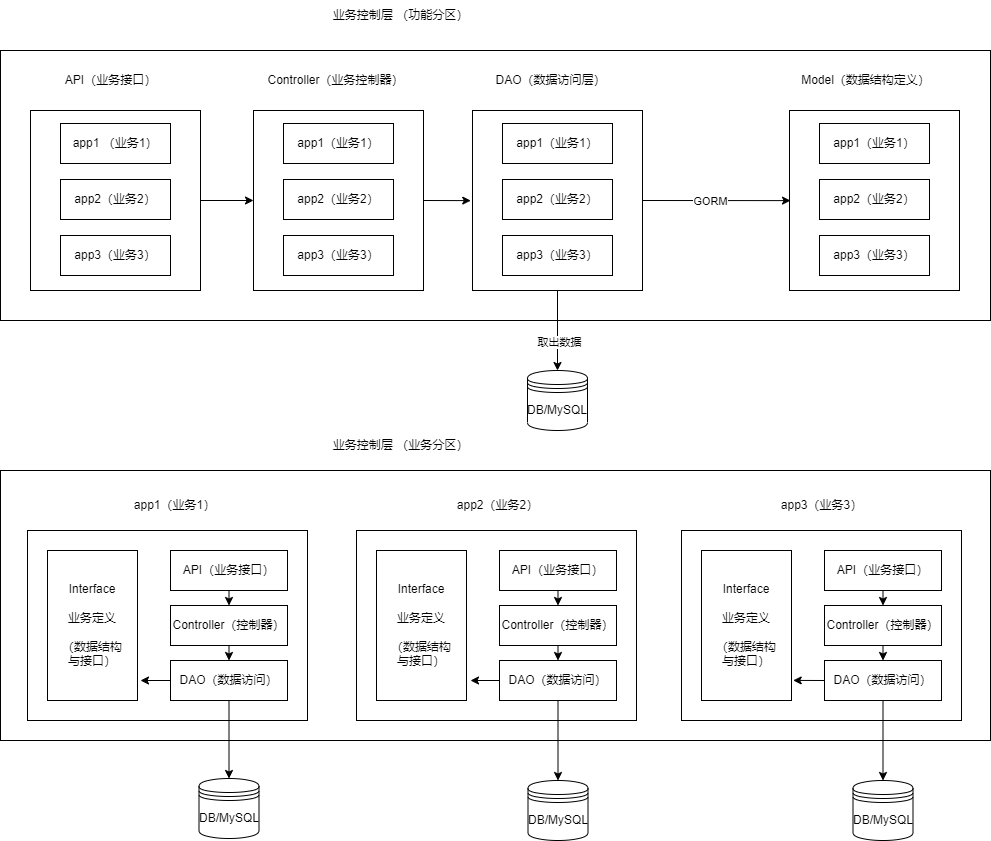 业务控制层 （功能分区）
API（业务接口）
Controller（业务控制器）
DAO（数据访问层）
Model（数据结构定义）
app1 （业务1）
app1（业务1）
app1（业务1）
app1（业务1）
app2（业务2）
app2（业务2）
app2（业务2）
app2（业务2）
GORM
app3（业务3）
app3（业务3）
app3（业务3）
app3（业务3）
取出数据
DB/MySQL
业务控制层 （业务分区）
app1（业务1）
app2（业务2）
app3（业务3）
Interface
业务定义
（数据结构
与接口）
API（业务接口）
Controller（控制器）
DAO（数据访问）
Interface
业务定义
（数据结构
与接口）
API（业务接口）
Controller（控制器）
DAO（数据访问）
Interface
业务定义
（数据结构
与接口）
API（业务接口）
Controller（控制器）
DAO（数据访问）
DB/MySQL
DB/MySQL
DB/MySQL